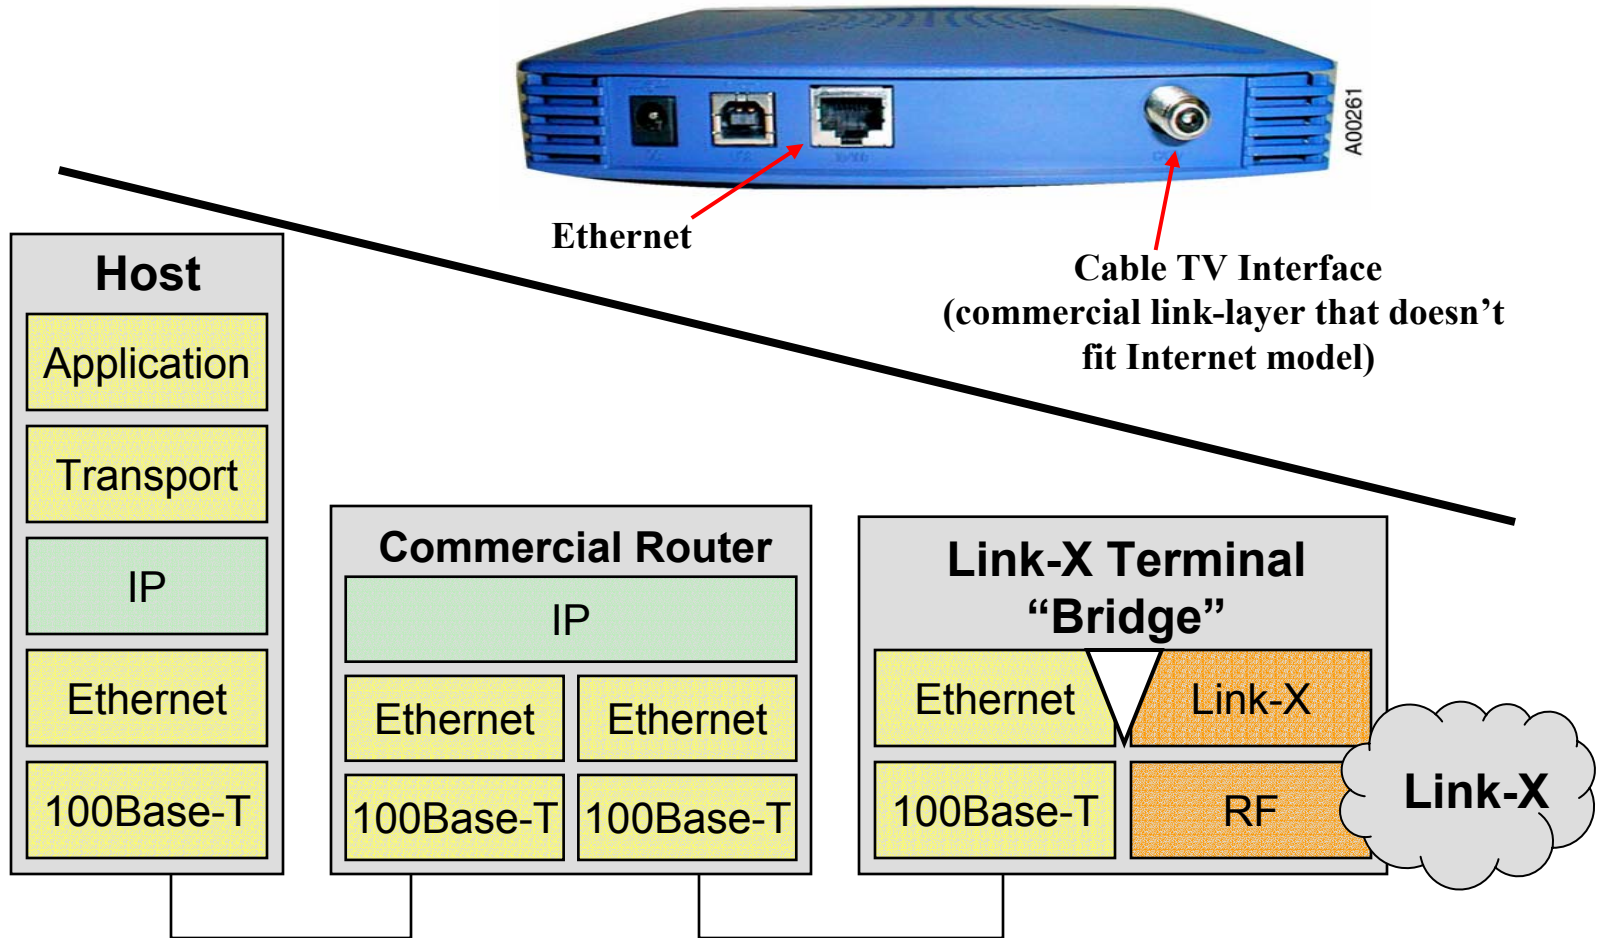 A00261
Ethernet
Cable TV Interface
(commercial link-layer that doesn’t
fit Internet model)
Host
Application
Transport
IP
Ethernet
100Base-T
Commercial Router
IP
Ethernet
Ethernet
100Base-T
100Base-T
Link-X Terminal
“Bridge”
Ethernet
Link-X
100Base-T
RF
Link-X